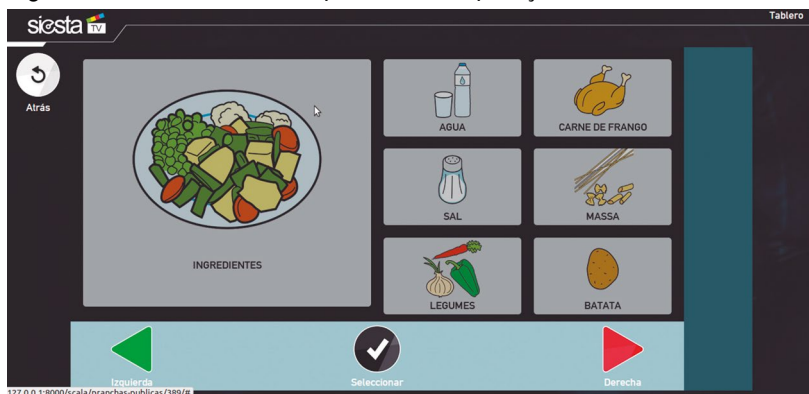 siesta TV
Tablero
Atrás
INGREDIENTES
AGUA
CARNE DE FRANGO
SAL
MASSA
LEGUMES
BATATA
Izquierda
Seleccionar
Derecha
127.0.0.1:8000/scala/pranchas-publicas/389/#